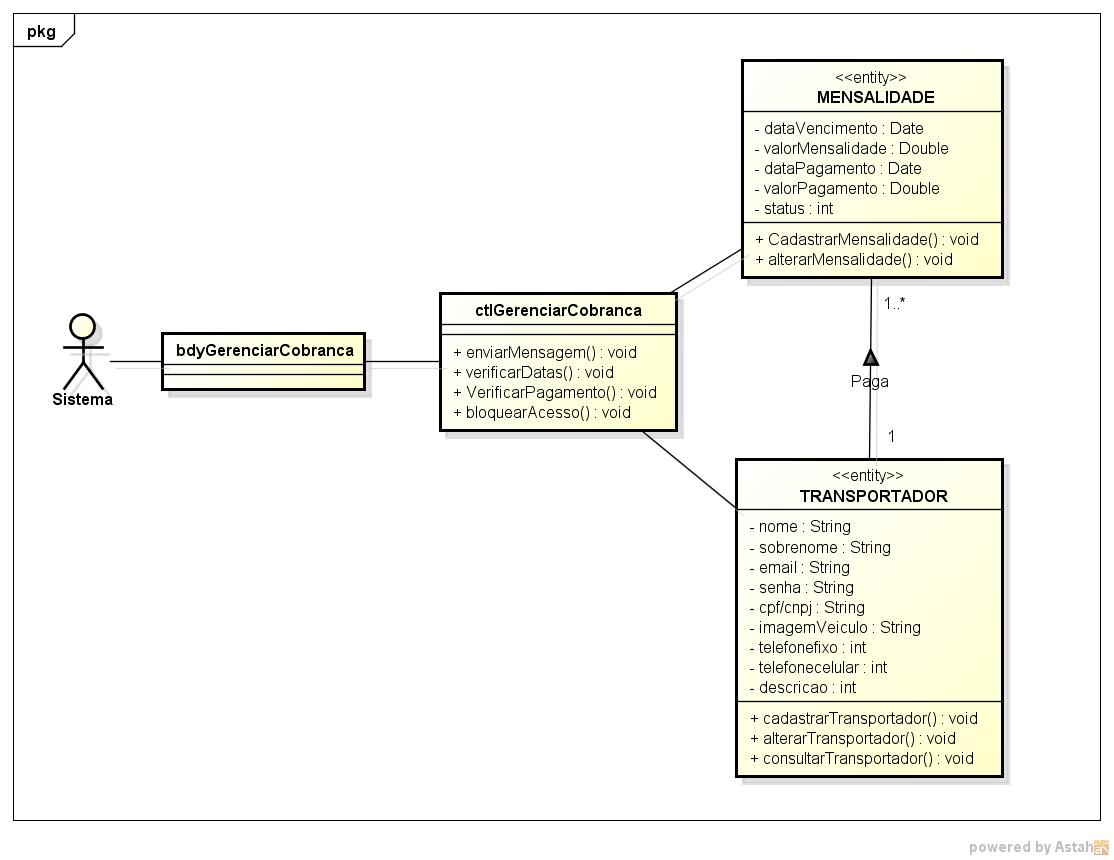 pkg
<<entity>>
MENSALIDADE
- dataVencimento : Date
- valorMensalidade : Double
- dataPagamento : Date
- valorPagamento : Double
- status : int
+ CadastrarMensalidade() : void
+ alterarMensalidade() : void
1..*
Paga
1
Sistema
bdyGerenciarCobranca
ctlGerenciarCobranca
+ enviarMensagem() : void
+ verificarDatas() : void
+ VerificarPagamento() : void
+ bloquearAcesso() : void
<<entity>>
TRANSPORTADOR
- nome : String
- sobrenome : String
- email : String
- senha : String
- cpf/cnpj : String
- imagemVeiculo : String
- telefonefixo : int
- telefonecelular : int
- descricao : int
+ cadastrarTransportador() : void
+ alterarTransportador() : void
+ consultarTransportador() : void
powered by Astah